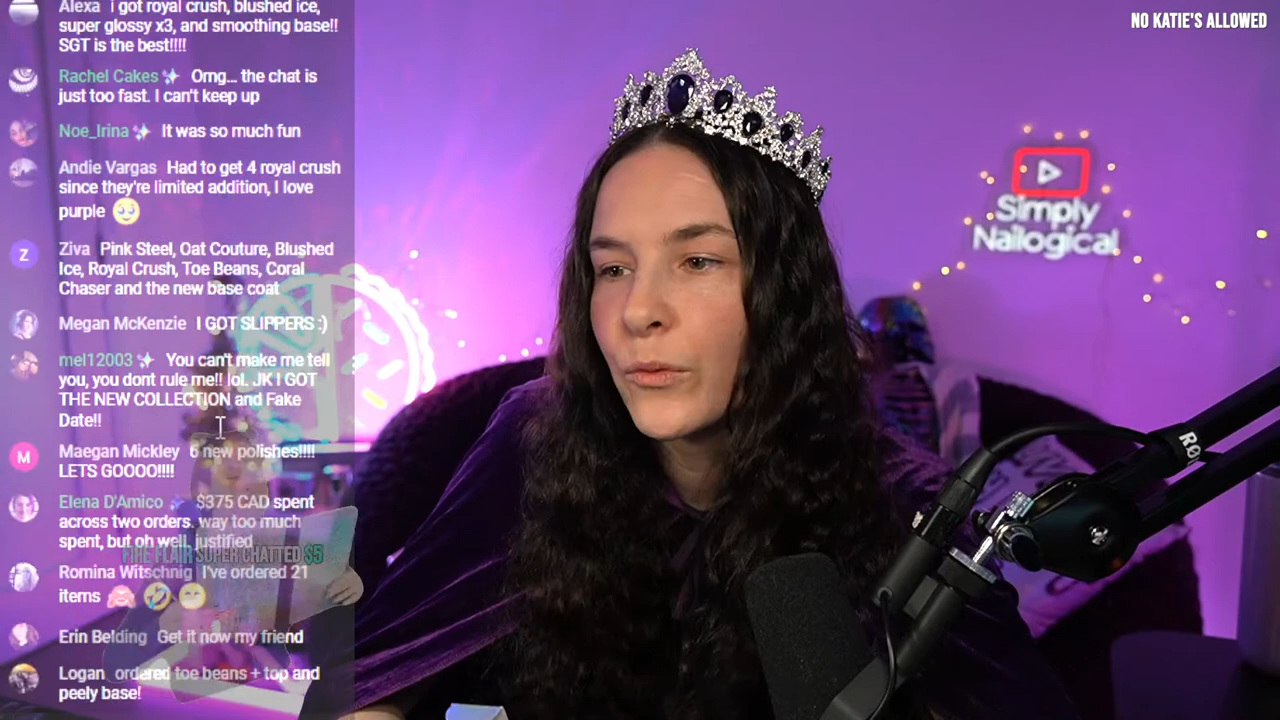 Alexa i got royal crush, blushed ice,
super glossy x3, and smoothing base!!
SGT is the best!!!!
Rachel Cakes Omg... the chat is
just too fast. I can't keep up
Noe_Irina It was so much fun
Andie Vargas Had to get 4 royal crush
since they're limited addition, I love
purple
Z Ziva Pink Steel, Oat Couture, Blushed
Ice, Royal Crush, Toe Beans, Coral
Chaser and the new base coat
Megan McKenzie I GOT SLIPPERS :)
mel12003 You can't make me tell
you, you dont rule me!! lol. JK I GOT
THE NEW COLLECTION and Fake
Date!!
M Maegan Mickley 6 new polishes!!!!
LETS GOOOO!!!!
Elena D'Amico $375 CAD spent
across two orders. way too much
spent, but oh well, justified
FLAIR SUPER CHATTED $5
Romina Witschnig I've ordered 21
items
Erin Belding Get it now my friend
Logan ordered toe beans + top and
peely base!
NO KATIE'S ALLOWED
Simply
Nailogical
RØ